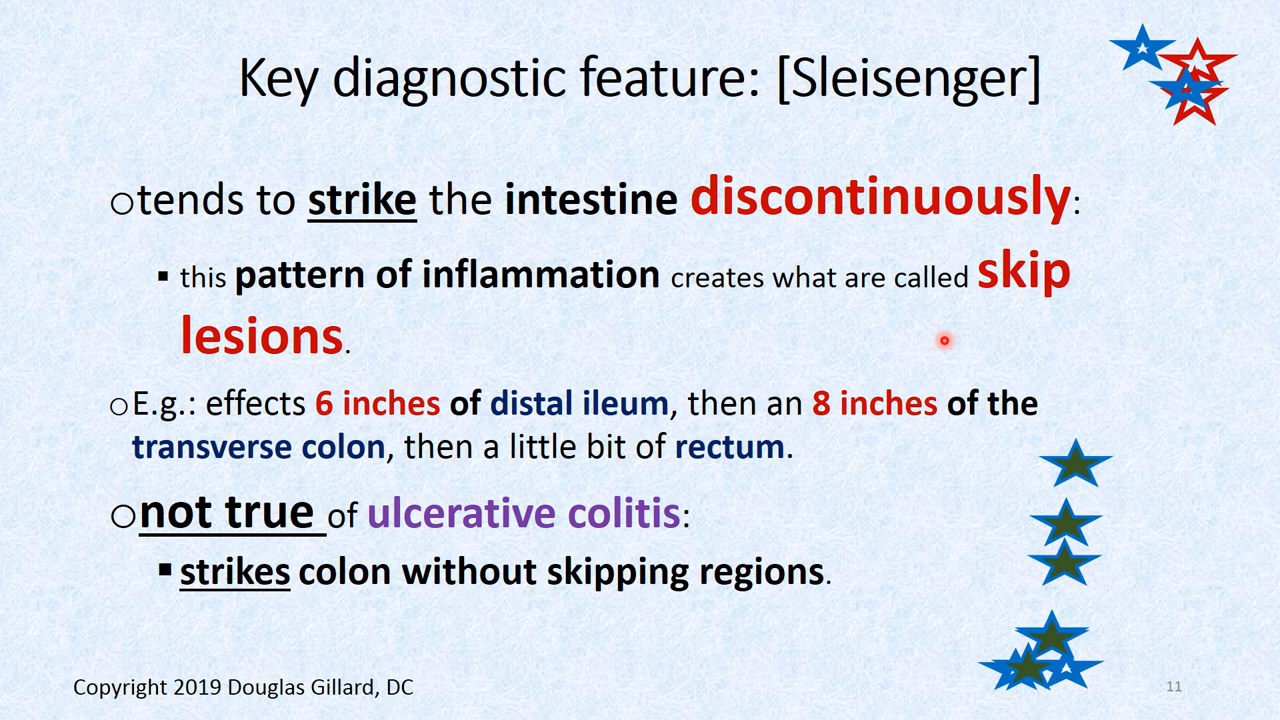 Key diagnostic feature: [Sleisenger]
○tends to strike the intestine discontinuously:
▪ this pattern of inflammation creates what are called skip
lesions.
○E.g.: effects 6 inches of distal ileum, then an 8 inches of the
transverse colon, then a little bit of rectum.
○not true of ulcerative colitis:
▪ strikes colon without skipping regions.
Copyright 2019 Douglas Gillard, DC
11